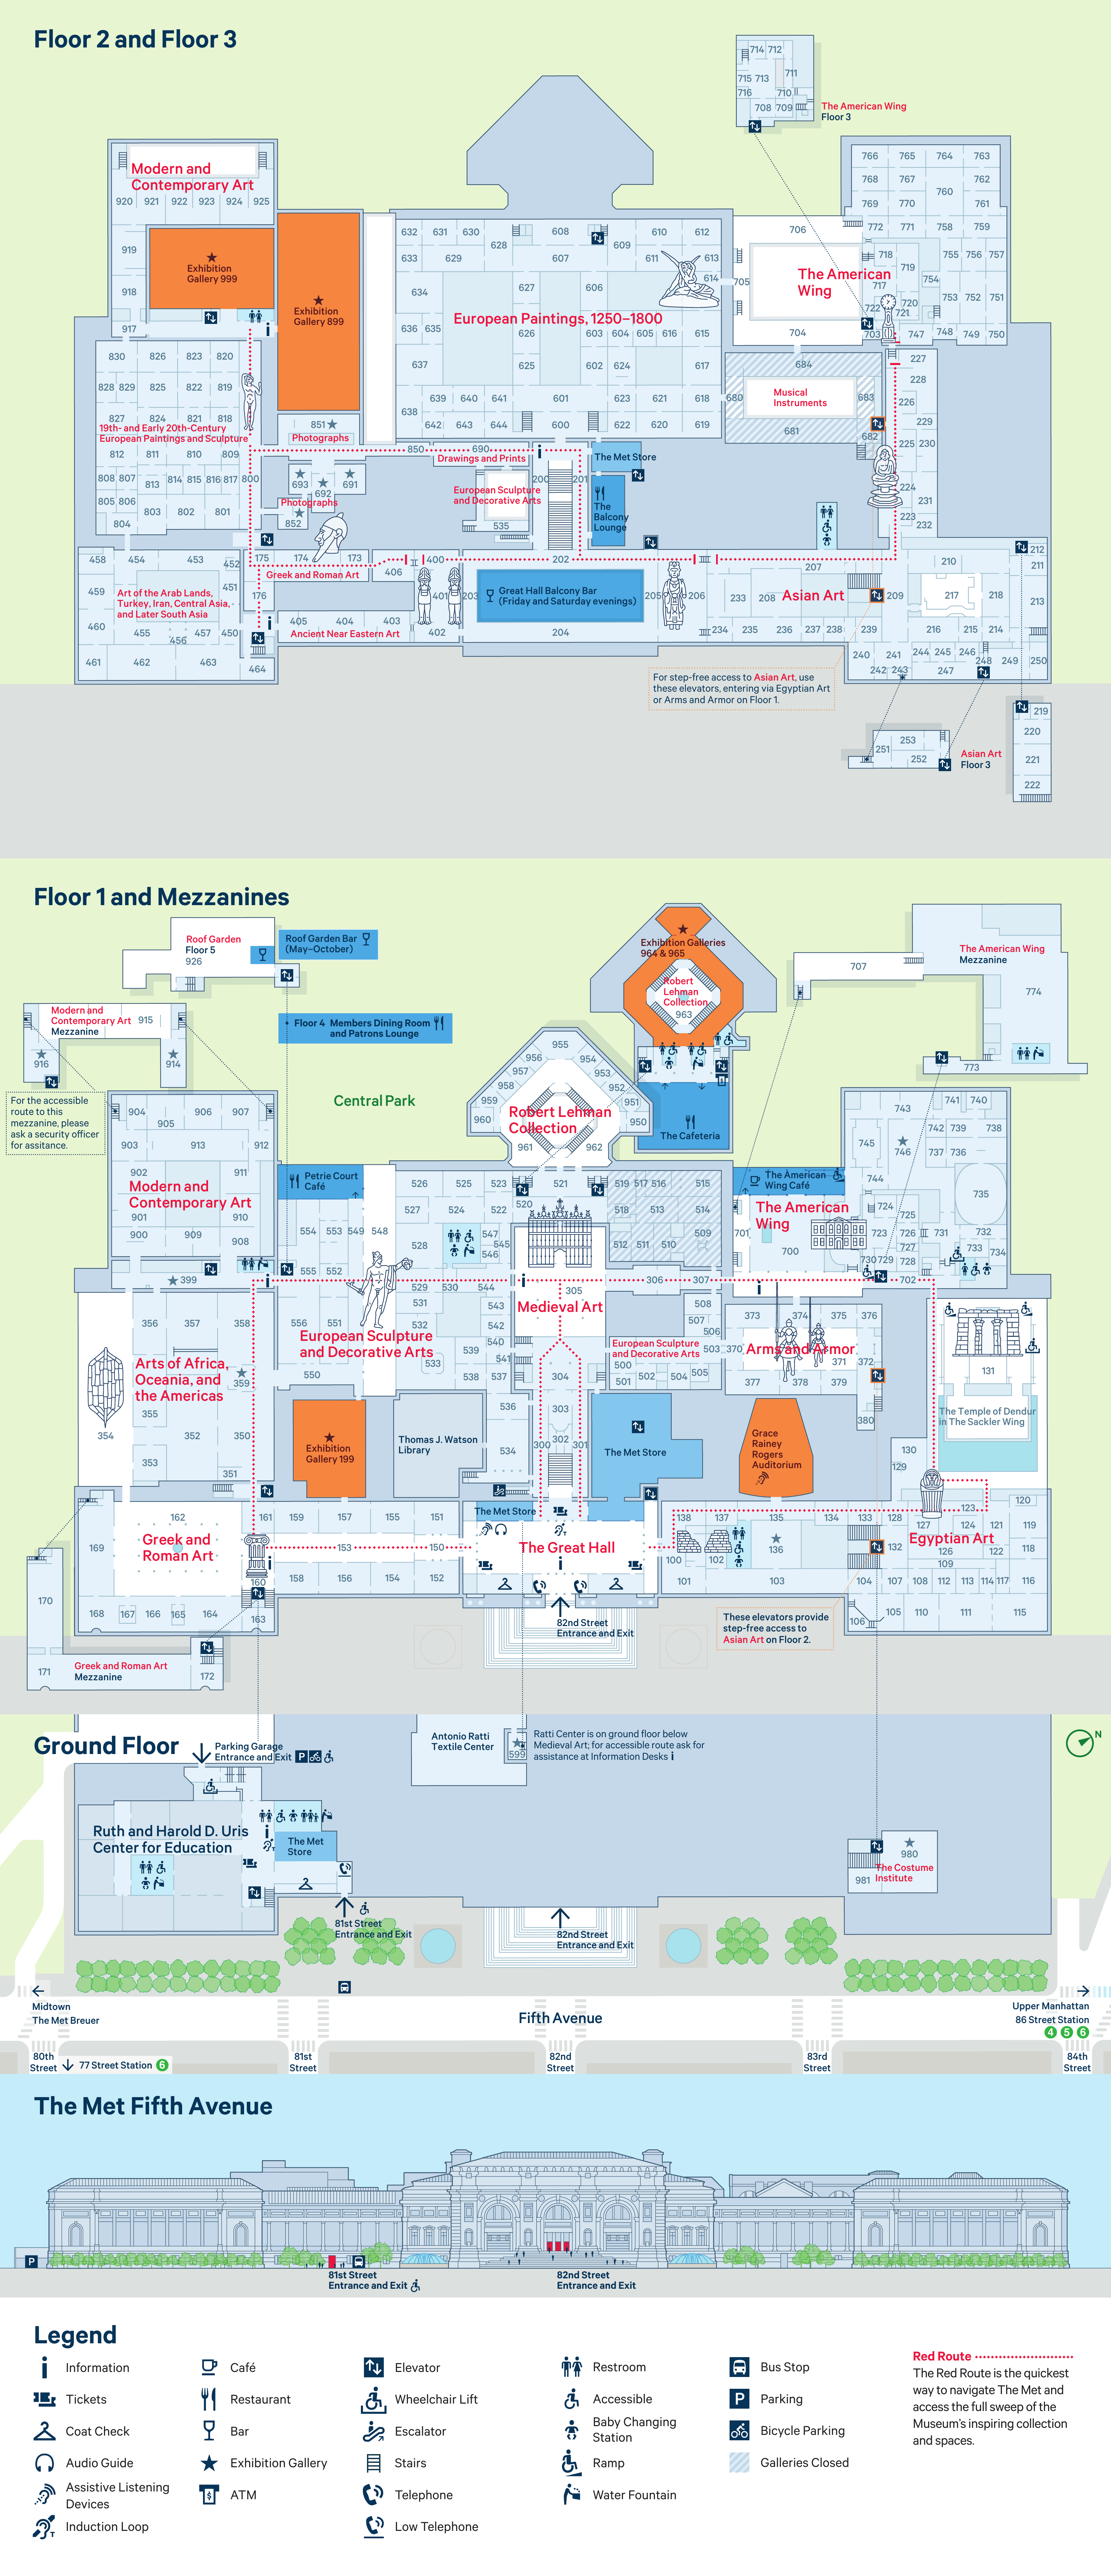 Floor 2 and Floor 3
714 712
715 713 711
716 710
708 709
The American Wing
Floor 3
Modern and
Contemporary Art
920 921 922 923 924 925
919
918
917
Exhibition
Gallery 999
Exhibition
Gallery 899
632 631 630 628 608 609 610 612
633 629 607 611 613
634 627 606 614
European Paintings, 1250–1800
636 635 626 603 604 605 616 615
637 625 602 624 617
639 640 641 601 623 621 618
638
642 643 644 600 622 620 619
706
705
The American
Wing
704
703
766 765 764 763
768 767 760 762
769 770 761
772 771 758 759
718 719 755 756 757
717 754
720 753 752 751
722 721
747 748 749 750
684
Musical
Instruments
680 683
681 682
227
228
226
229
225 230
224
231
223
232
830 826 823 820
828 829 825 822 819
827 824 821 818
19th- and Early 20th-Century
European Paintings and Sculpture
812 811 810 809
808 807 813 814 815 816 817 800
805 806 803 802 801
804
851
Photographs
850 690
Drawings and Prints
693 692 691
Photographs
852
European Sculpture
and Decorative Arts
535
200 201
The Met Store
The
Balcony
Lounge
458 454 453 452
459 451
Art of the Arab Lands,
Turkey, Iran, Central Asia,
and Later South Asia
460 455 456 457 450
461 462 463 464
175 174 173
Greek and Roman Art
176
406 400
405 404 403
Ancient Near Eastern Art
401 402
203 202
Great Hall Balcony Bar
(Friday and Saturday evenings)
204
205 206
207
233 208 Asian Art 209
234 235 236 237 238 239
210 212
211
217 218 213
216 215 214
240 241 244 245 246
242 243 247 248 249 250
For step-free access to Asian Art, use
these elevators, entering via Egyptian Art
or Arms and Armor on Floor 1.
251 253 252
Asian Art
Floor 3
219
220
221
222
Floor 1 and Mezzanines
Roof Garden
Floor 5
926
Roof Garden Bar
(May–October)
Modern and
Contemporary Art
Mezzanine
915
916 914
Floor 4 Members Dining Room
and Patrons Lounge
For the accessible
route to this
mezzanine, please
ask a security officer
for assitance.
Central Park
Exhibition Galleries
964 & 965
Robert
Lehman
Collection
963
The Cafeteria
955
956 954
957 953
958 952
959 951
960 950
Robert Lehman
Collection
961 962
707
The American Wing
Mezzanine
774
773
904 906 907
905
903 913 912
902 911
Modern and
Contemporary Art
901 910
900 909 908
399
Petrie Court
Café
554 553 549 548
555 552
556 551
European Sculpture
and Decorative Arts
550
526 525 523 521 519 517 516 515
520
527 524 522 518 513 514
528 547 545 546 512 511 510 509
529 530 544
531 543
532 542
540
539 541
533
538 537
305
Medieval Art
306 307
304
303
302
300 301
European Sculpture
and Decorative Arts
500
501 502 504 505 503
508
507
506
The American
Wing Café
The American
Wing
701 700
743 741 740
742 739 738
745 746 737 736
744
735
724 725
723 726 731 732
727 733 734
730 729 728
702
373 374 375 376
370 Arms and Armor
371 372
377 378 379
380
131
The Temple of Dendur
in The Sackler Wing
130
129
356 357 358
Arts of Africa,
Oceania, and
the Americas
359
355
354 352 350
353 351
Exhibition
Gallery 199
Thomas J. Watson
Library
536
534
The Met Store
Grace
Rainey
Rogers
Auditorium
162 161 159 157 155 151
169
Greek and
Roman Art
153 150
160
158 156 154 152
168 167 166 165 164 163
170
171 172
Greek and Roman Art
Mezzanine
The Met Store
The Great Hall
82nd Street
Entrance and Exit
138 137 135 134 133 128
100 102 136 132
101 103 104
123 120
127 124 121 119
Egyptian Art
126 122 118
109
107 108 112 113 114 117 116
106 105 110 111 115
These elevators provide
step-free access to
Asian Art on Floor 2.
Ground Floor
Parking Garage
Entrance and Exit
P
Antonio Ratti
Textile Center
599
Ratti Center is on ground floor below
Medieval Art; for accessible route ask for
assistance at Information Desks i
N
Ruth and Harold D. Uris
Center for Education
The Met
Store
81st Street
Entrance and Exit
82nd Street
Entrance and Exit
980
The Costume
Institute
981
Midtown
The Met Breuer
Fifth Avenue
Upper Manhattan
86 Street Station
4 5 6
80th
Street
77 Street Station 6
81st
Street
82nd
Street
83rd
Street
84th
Street
The Met Fifth Avenue
P
81st Street
Entrance and Exit
82nd Street
Entrance and Exit
Legend
Information
Tickets
Coat Check
Audio Guide
Assistive Listening
Devices
Induction Loop
Café
Restaurant
Bar
Exhibition Gallery
ATM
Elevator
Wheelchair Lift
Escalator
Stairs
Telephone
Low Telephone
Restroom
Accessible
Baby Changing
Station
Ramp
Water Fountain
Bus Stop
Parking
Bicycle Parking
Galleries Closed
Red Route
The Red Route is the quickest
way to navigate The Met and
access the full sweep of the
Museum's inspiring collection
and spaces.